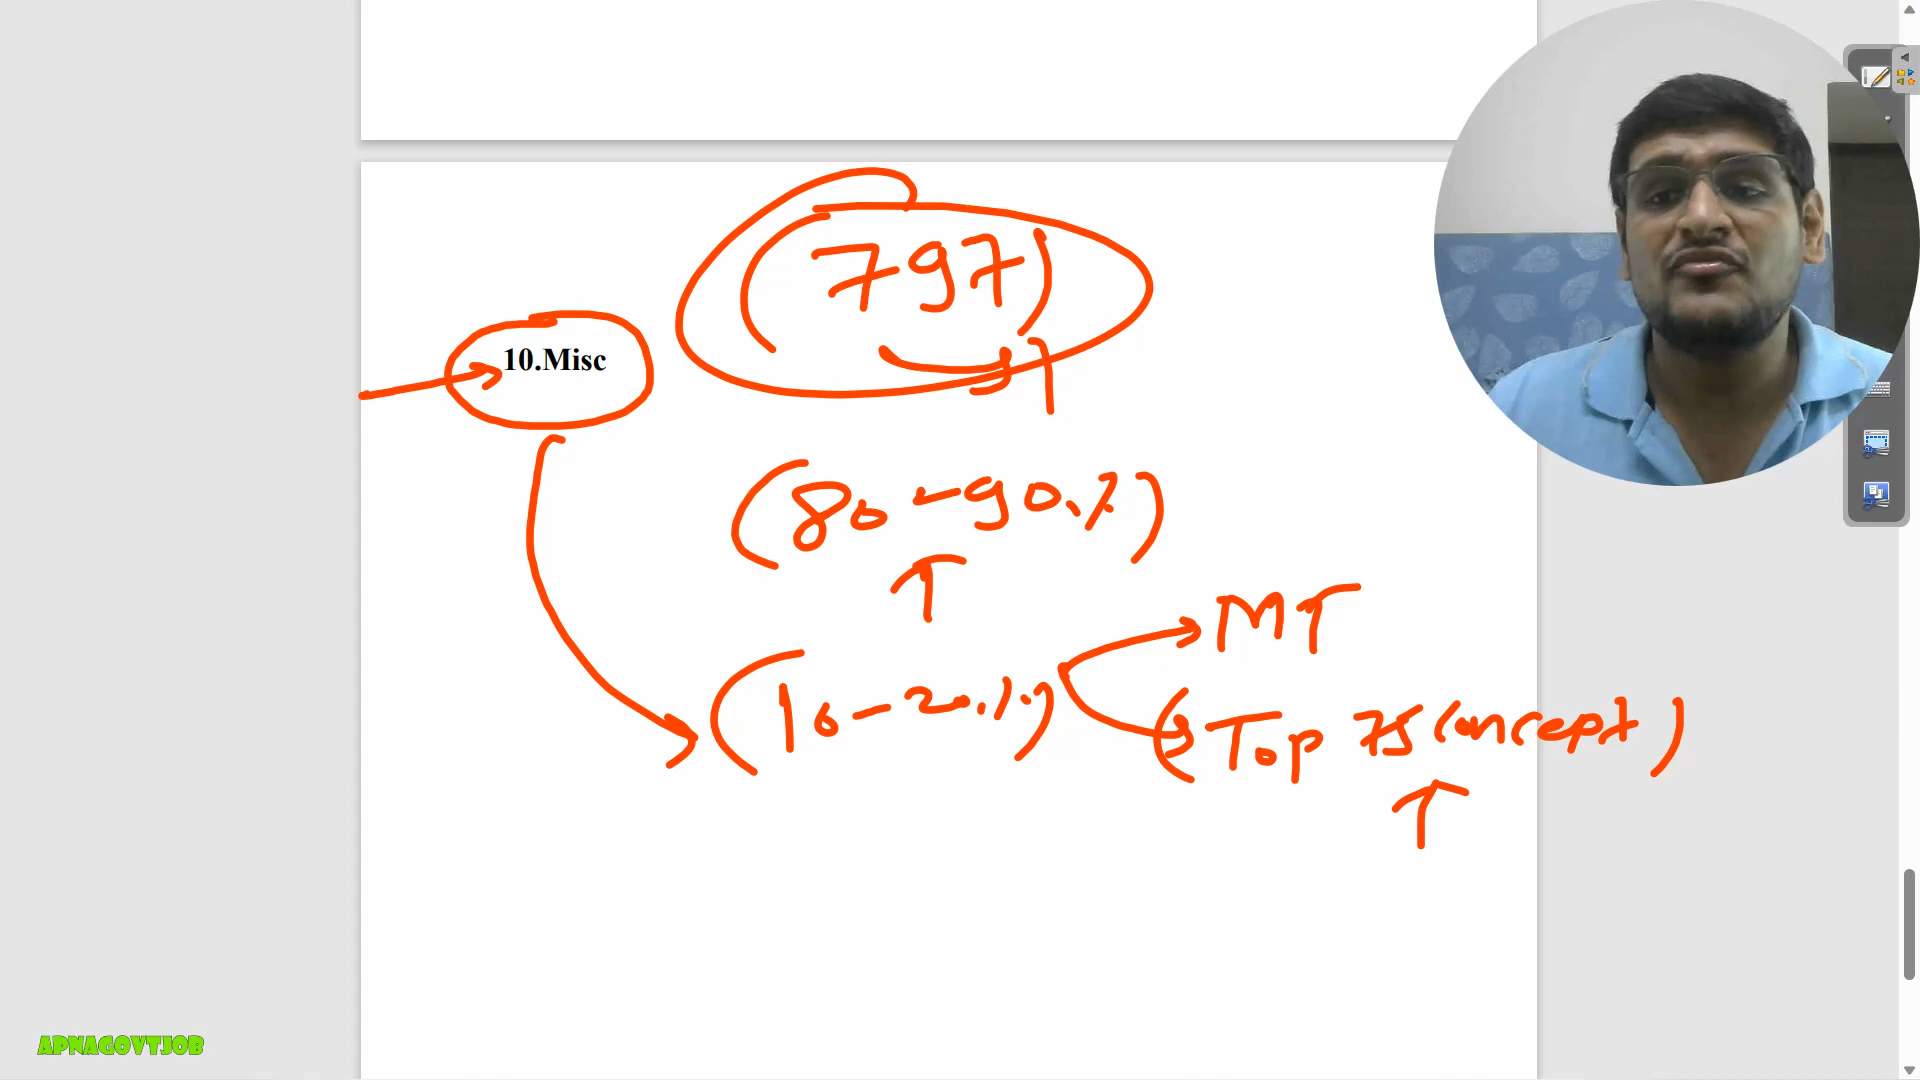 (797)
10.Misc
(80-90%)
MT
(10-20%)
(Top 75 concept)
APNAGOVTJOB